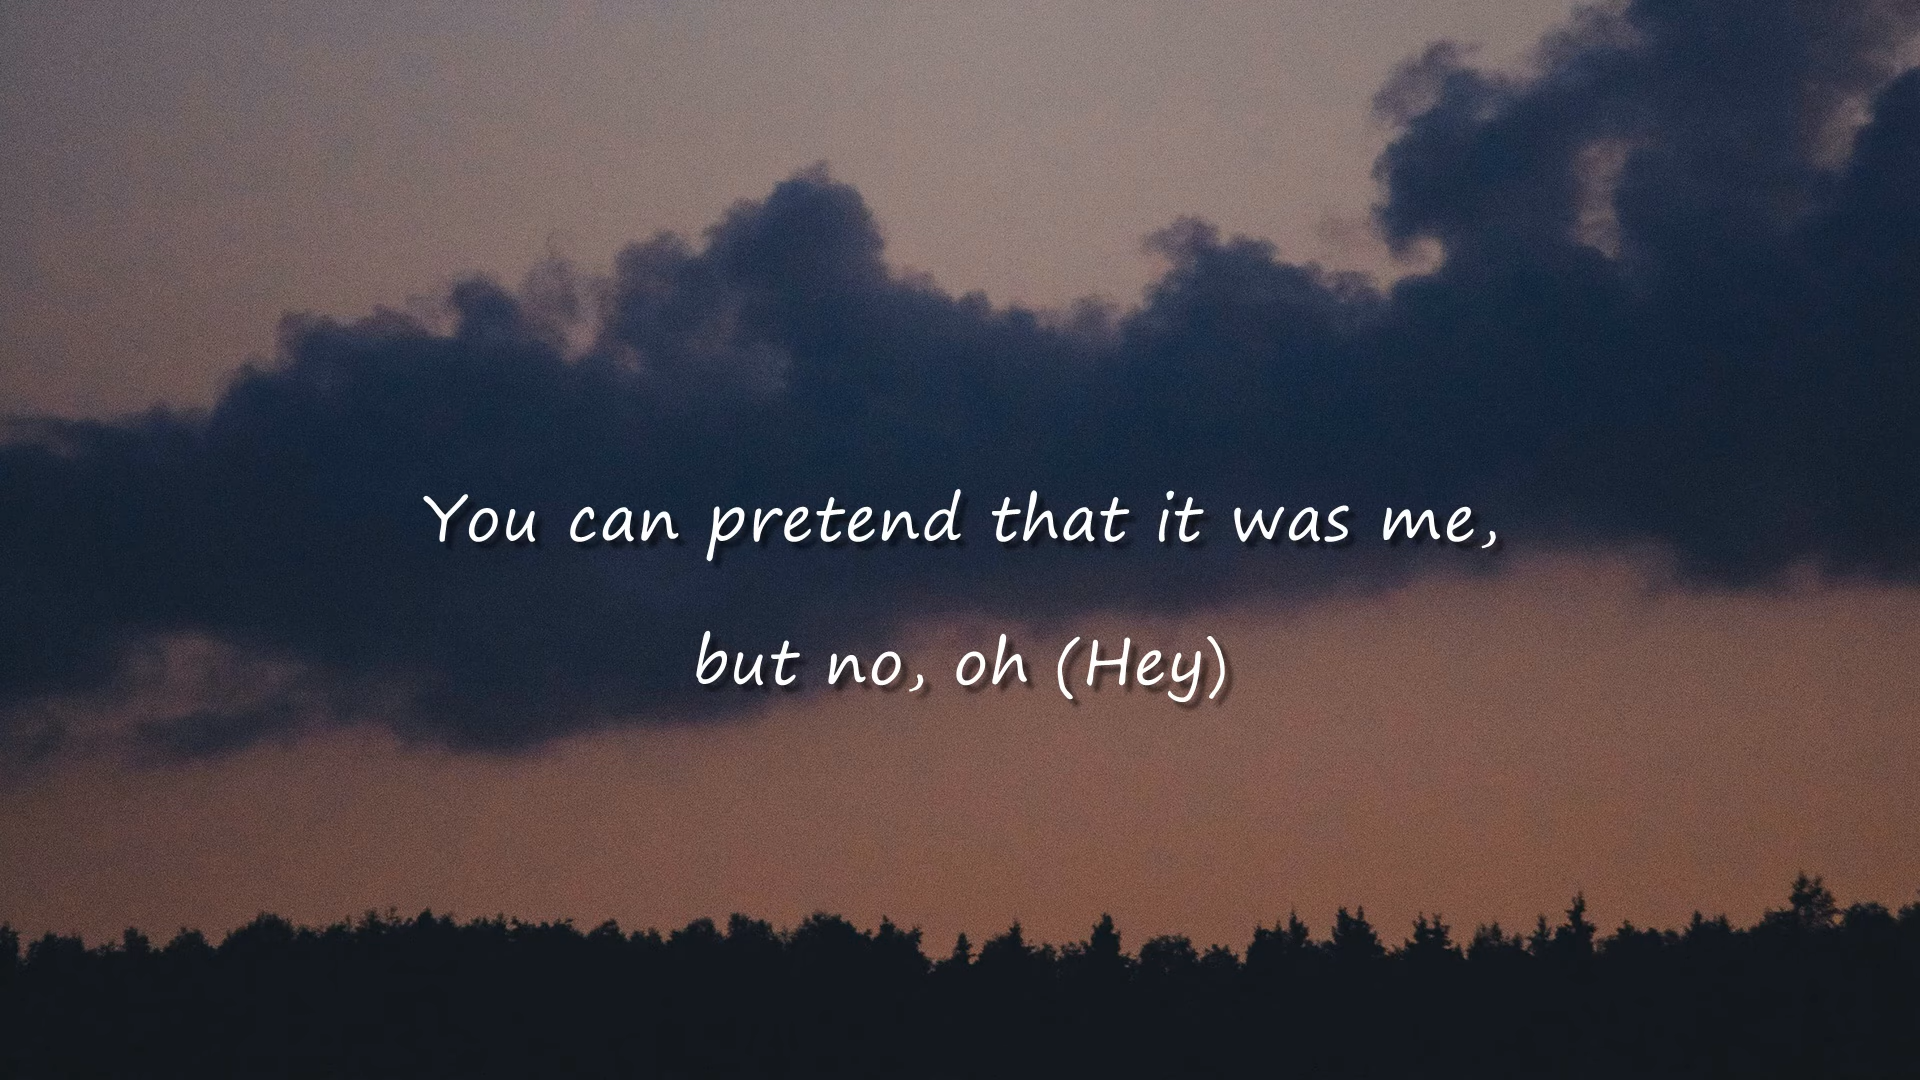 You can pretend that it was me,
but no, oh (Hey)